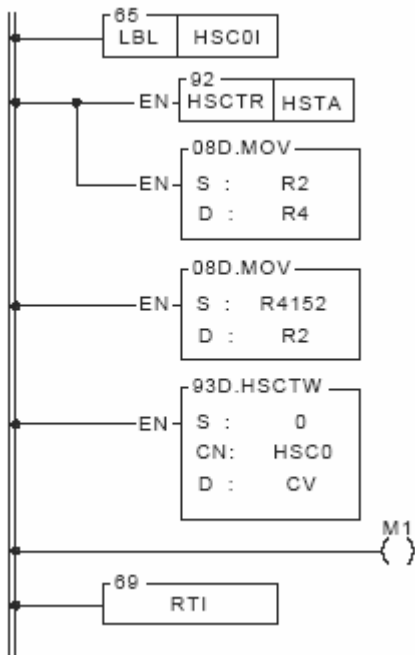 65
LBL HSC0I
92
EN HSCTR HSTA
08D.MOV
EN S : R2
D : R4
08D.MOV
EN S : R4152
D : R2
93D.HSCTW
EN S : 0
CN: HSC0
D : CV
M1
( )
69
RTI